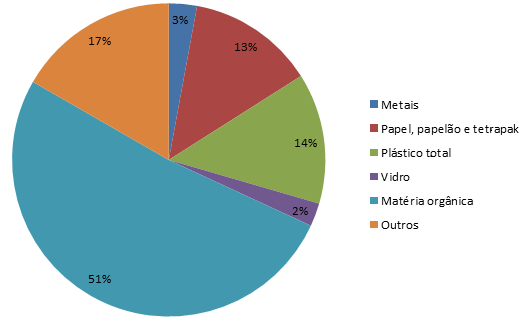 3%
13%
14%
2%
51%
17%
Metais
Papel, papelão e tetrapak
Plástico total
Vidro
Matéria orgânica
Outros